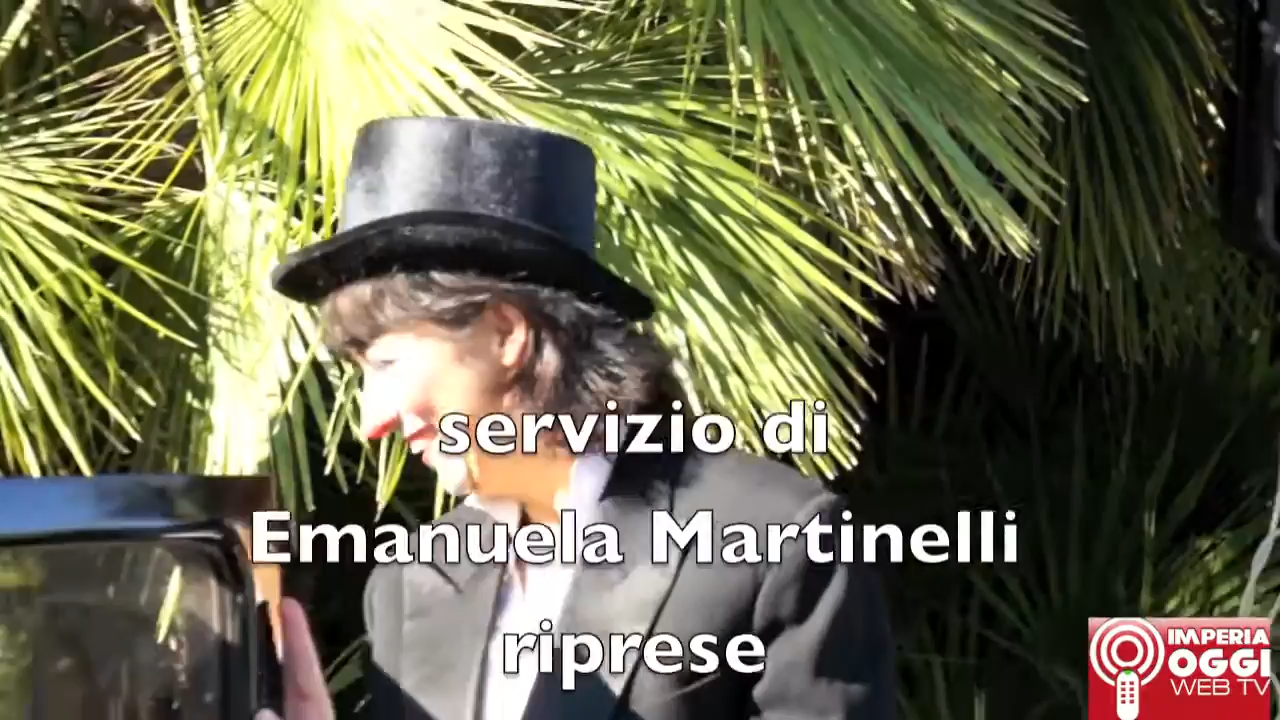 servizio di
Emanuela Martinelli
riprese
IMPERIA
OGGI
WEB TV